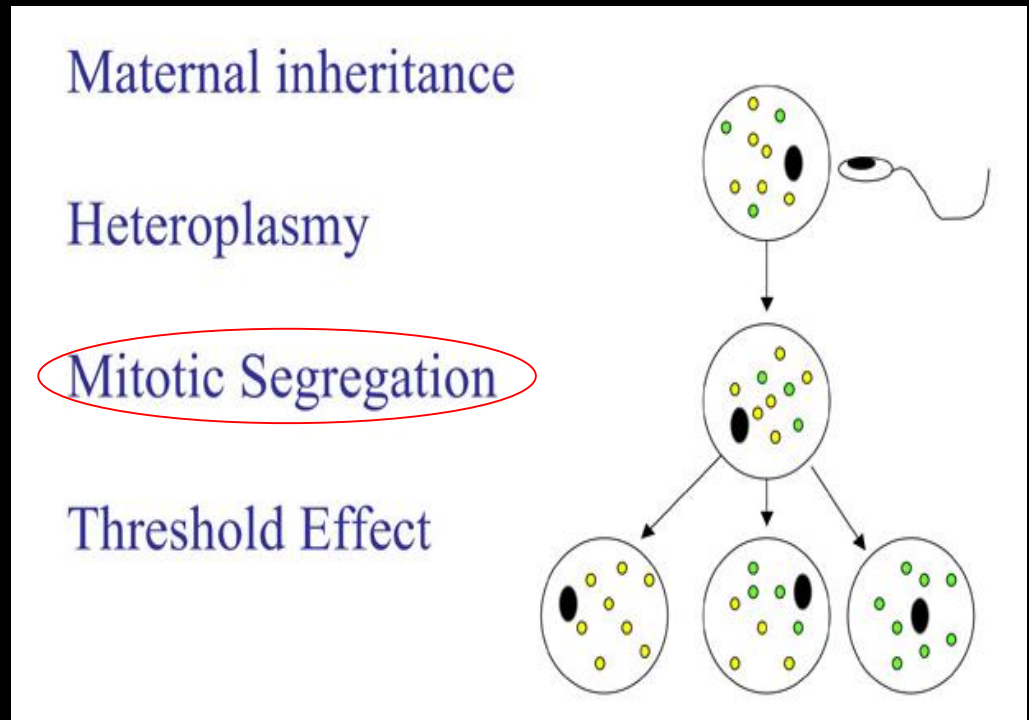 Maternal inheritance
Heteroplasmy
Mitotic Segregation
Threshold Effect